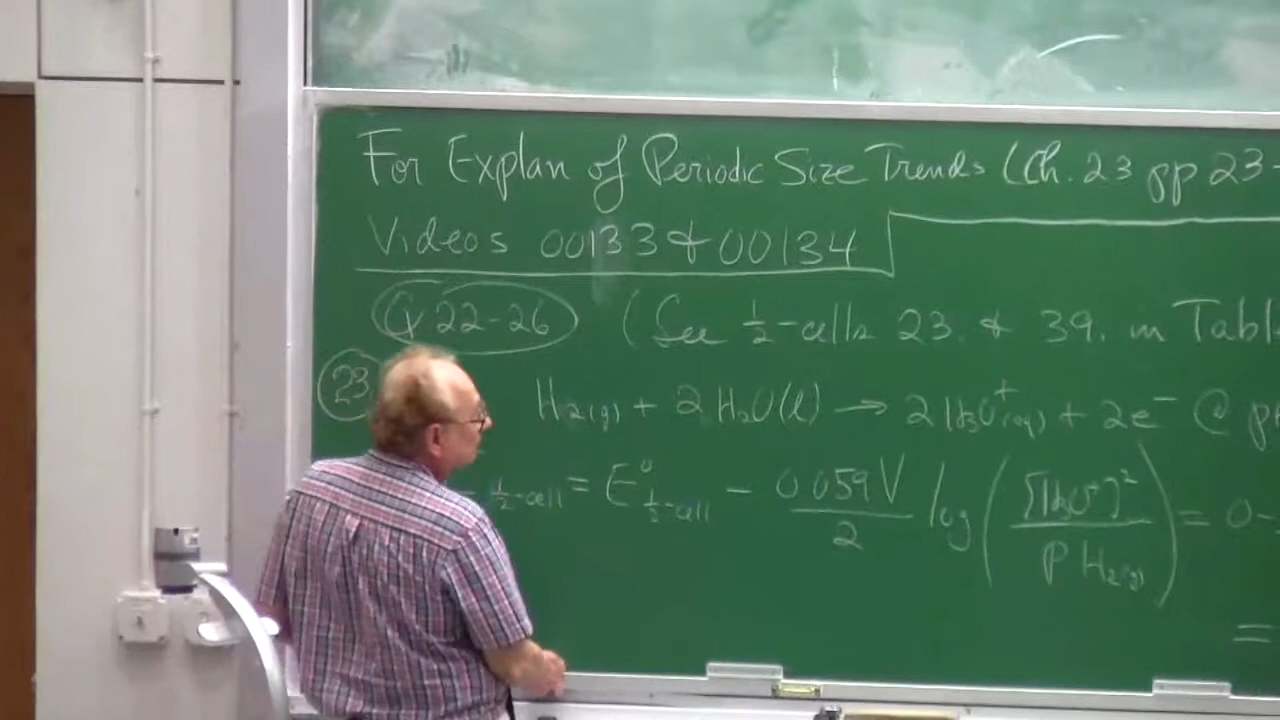 For Explan of Periodic Size Trends (Ch. 23 pp 23-
Videos 00133 & 00134
Q 22-26 (See ½-cells 23. & 39. in Tabl
23 H₂(g) + 2 H₂O(l) → 2 H₃O⁺(aq) + 2e⁻ @ pH
½-cell = E°½-cell − 0.059V/2 log([H₃O⁺]²/P H₂(g)) = 0-
=